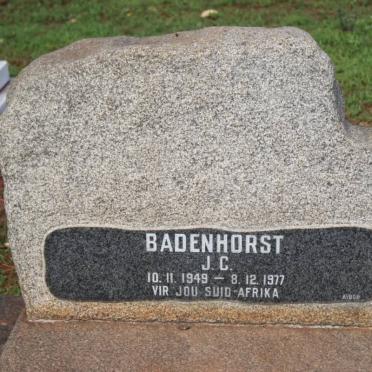 BADENHORST
J. C.
10. 11. 1949 — 8. 12. 1977
VIR JOU SUID-AFRIKA